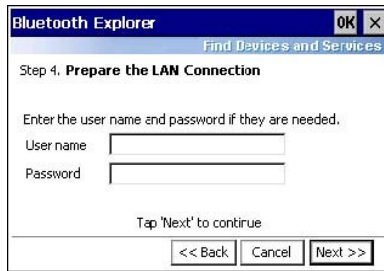 Bluetooth Explorer OK ×
Find Devices and Services
Step 4. Prepare the LAN Connection
Enter the user name and password if they are needed.
User name
Password
Tap 'Next' to continue
<< Back Cancel Next >>